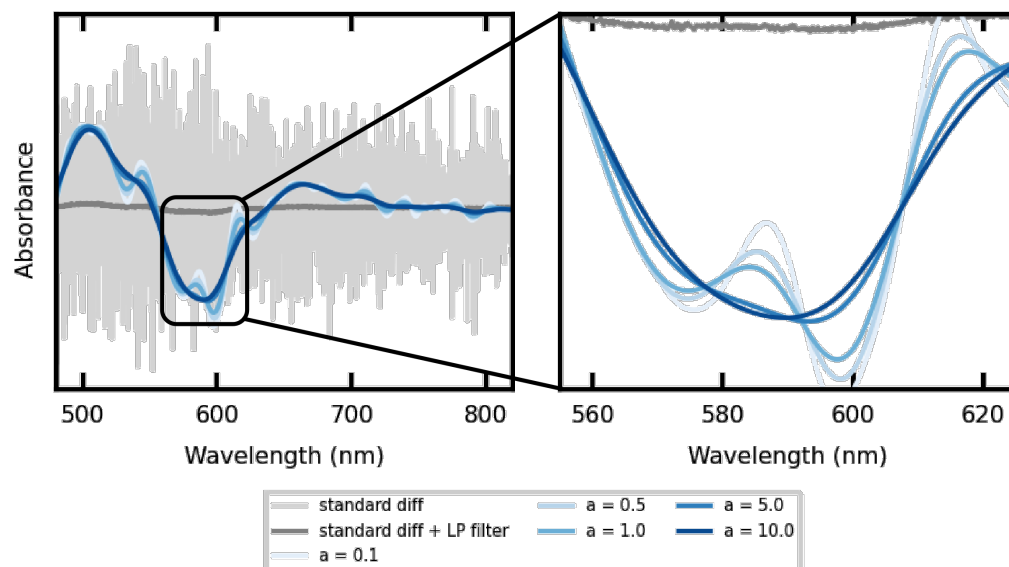 Absorbance
500 600 700 800
Wavelength (nm)
560 580 600 620
Wavelength (nm)
standard diff
standard diff + LP filter
a = 0.1
a = 0.5
a = 1.0
a = 5.0
a = 10.0